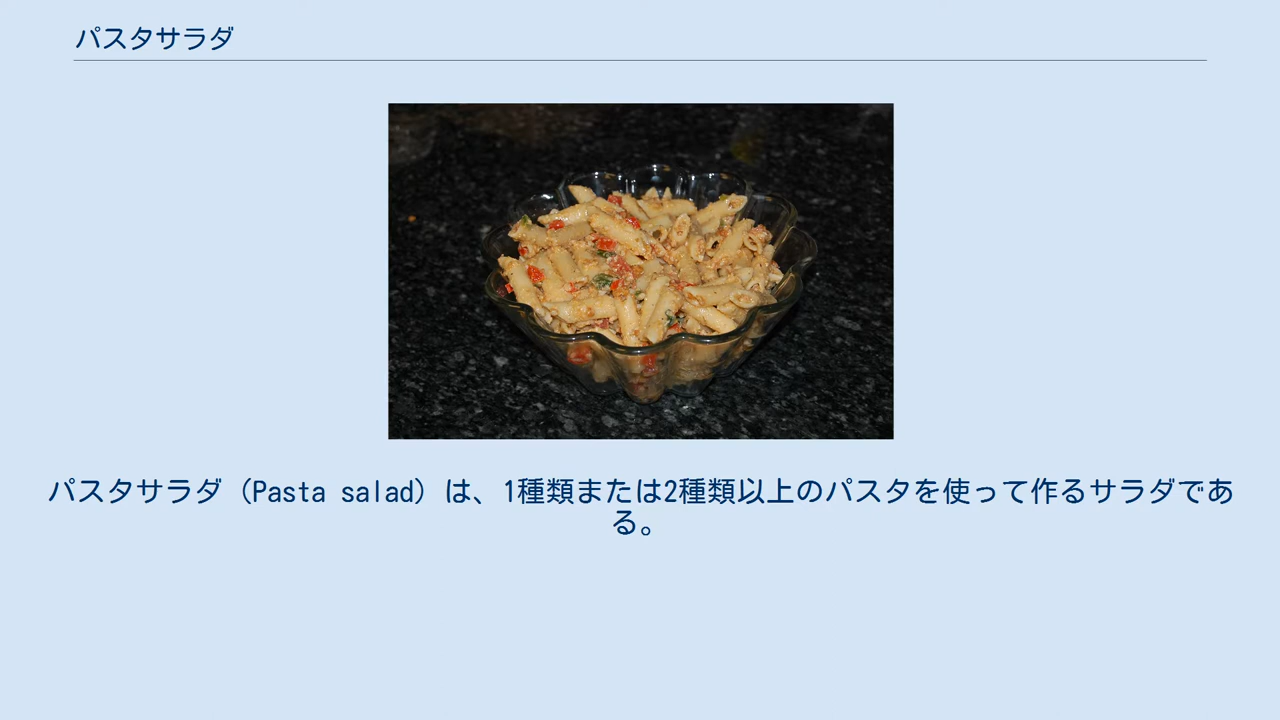 パスタサラダ
パスタサラダ（Pasta salad）は、1種類または2種類以上のパスタを使って作るサラダであ
る。